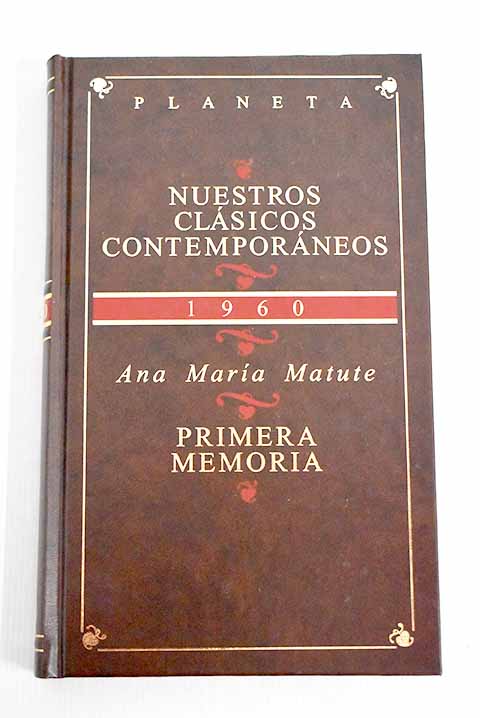 PLANETA
NUESTROS
CLÁSICOS
CONTEMPORÁNEOS
1960
Ana María Matute
PRIMERA
MEMORIA